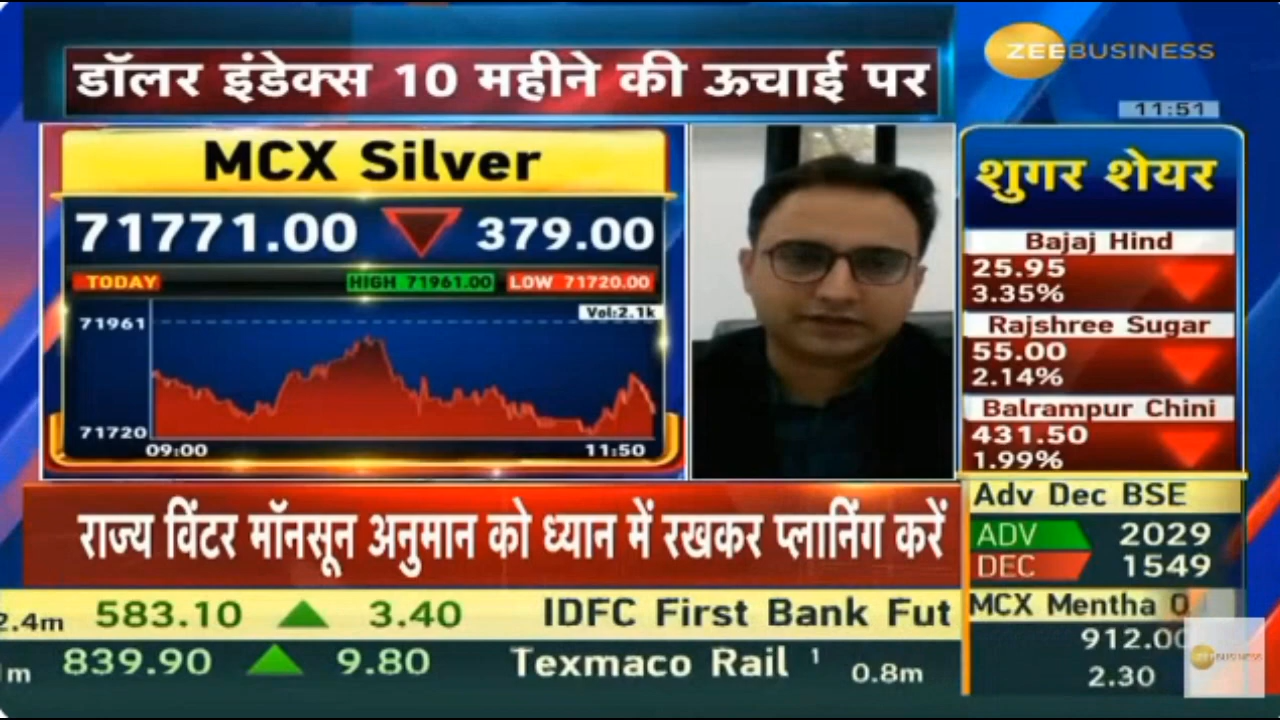 डॉलर इंडेक्स 10 महीने की ऊचाई पर
ZEEBUSINESS
11:51
MCX Silver
71771.00 379.00
TODAY HIGH 71961.00 LOW 71720.00
Vol:2.1k
71961
71720
09:00 11:50
शुगर शेयर
Bajaj Hind
25.95
3.35%
Rajshree Sugar
55.00
2.14%
Balrampur Chini
431.50
1.99%
राज्य विंटर मॉनसून अनुमान को ध्यान में रखकर प्लानिंग करें
Adv Dec BSE
ADV 2029
DEC 1549
MCX Mentha O
912.00
2.30
2.4m 583.10 3.40 IDFC First Bank Fut
m 839.90 9.80 Texmaco Rail 1 0.8m
ZEEBUSINESS